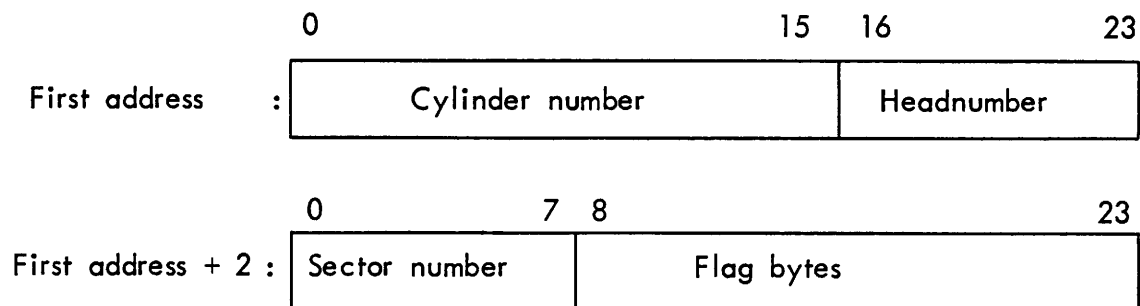 0 15 16 23
First address : Cylinder number Headnumber
0 7 8 23
First address + 2 : Sector number Flag bytes